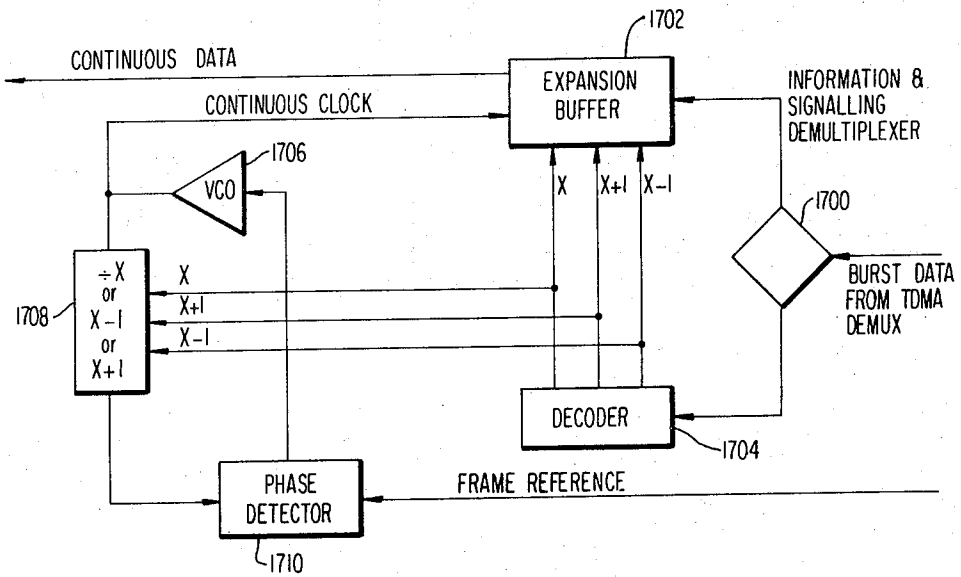 1702
CONTINUOUS DATA
EXPANSION
BUFFER
INFORMATION &
SIGNALLING
DEMULTIPLEXER
CONTINUOUS CLOCK
1706
VCO
X
X+1
X-1
1700
÷X
or
X-1
or
X+1
1708
X
X+1
X-1
BURST DATA
FROM TDMA
DEMUX
DECODER
1704
PHASE
DETECTOR
FRAME REFERENCE
1710